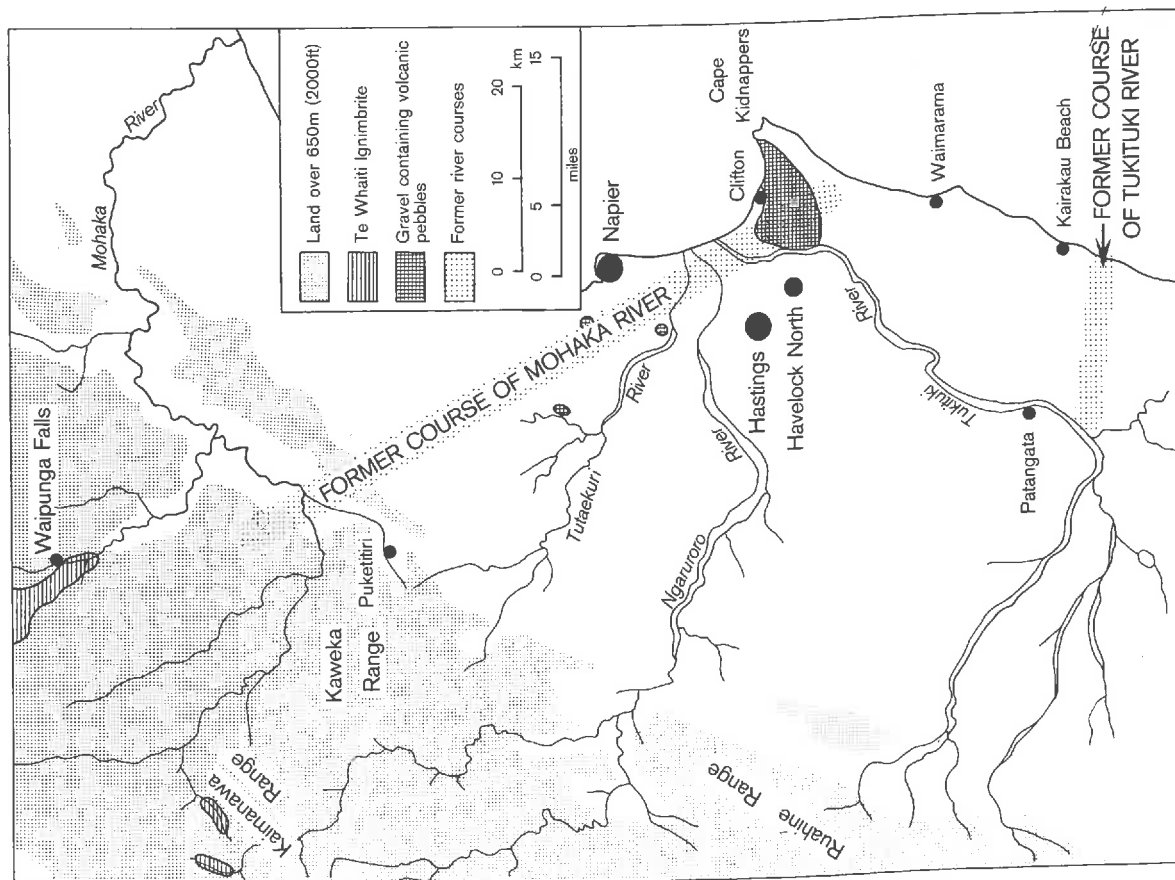 Mohaka
River
Waipunga Falls
Land over 650m (2000ft)
Te Whaiti Ignimbrite
Gravel containing volcanic
pebbles
Former river courses
0 10 20
km
0 5 15
miles
Puketitiri
Kaweka
Range
Kaimanawa
Range
FORMER COURSE OF MOHAKA RIVER
Napier
Tutaekuri
River
Ngaruroro
River
Hastings
Havelock North
Clifton
Cape
Kidnappers
Ruahine
Range
Tukituki
River
Waimarama
Patangata
Kairakau Beach
FORMER COURSE
OF TUKITUKI RIVER